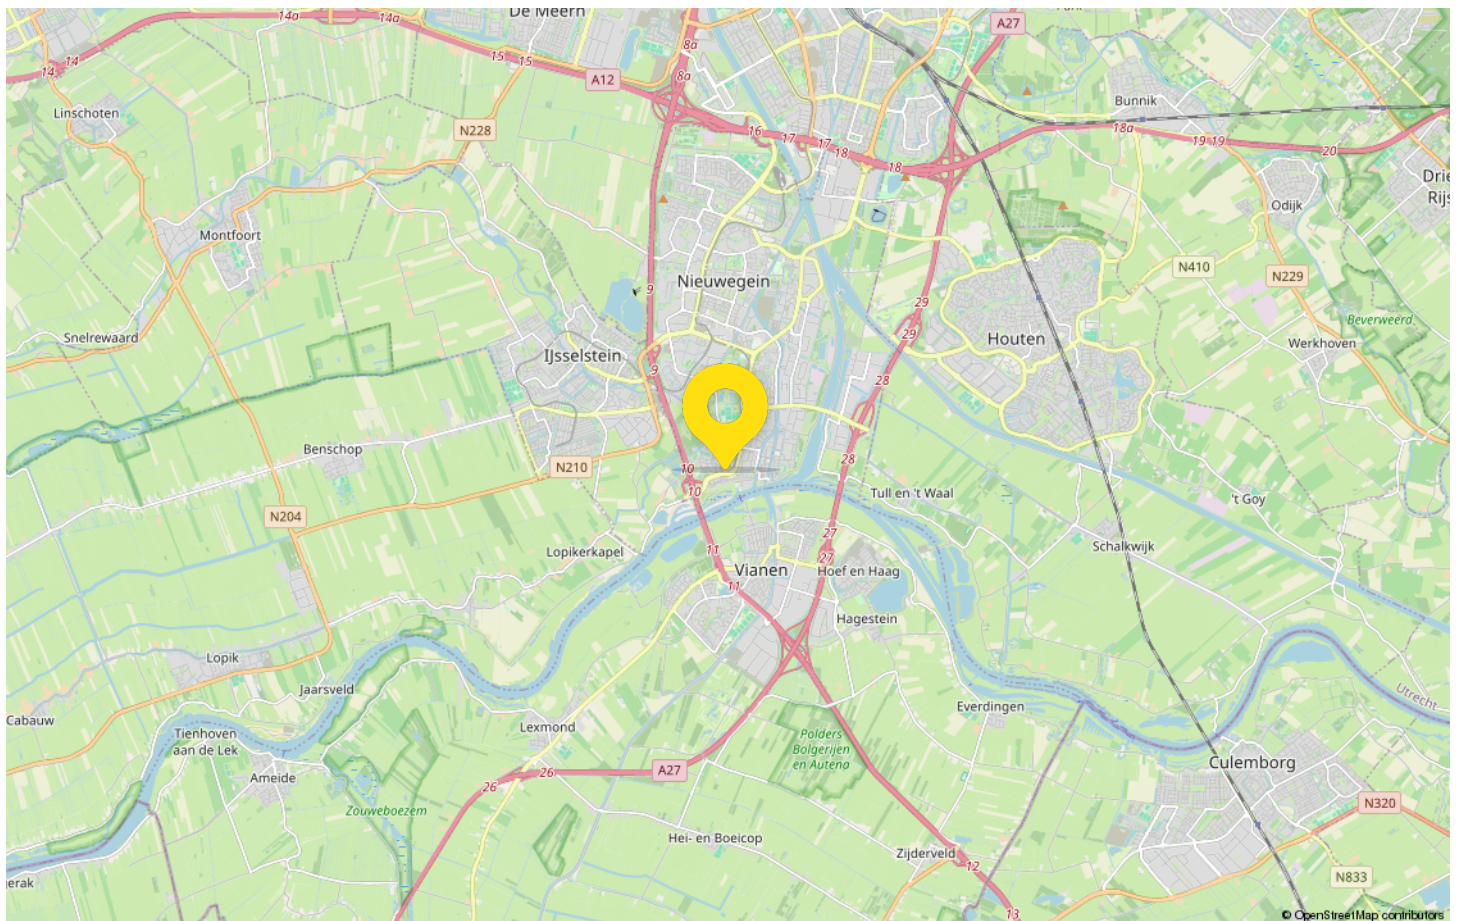 De Meern
14a
14a
A27
8a
15
15
8a
14
14
A12
Linschoten
Bunnik
N228
16
17
17
18
18
18a
19 19
20
Drie
Rijs
Odijk
Montfoort
N410
N229
Nieuwegein
9
29
29
Beverweerd
Snelrewaard
Houten
Werkhoven
IJsselstein
9
28
Benschop
N210
10
28
10
Tull en 't Waal
't Goy
N204
27
Schalkwijk
Lopikerkapel
11
27
Vianen
Hoef en Haag
11
Hagestein
Lopik
Jaarsveld
Utrecht
Cabauw
Everdingen
Tienhoven
aan de Lek
Lexmond
Polders
Bolgerijen
en Autena
Culemborg
Ameide
A27
26
26
N320
Zouweboezem
Hei- en Boeicop
Zijderveld
12
N833
gerak
13
© OpenStreetMap contributors